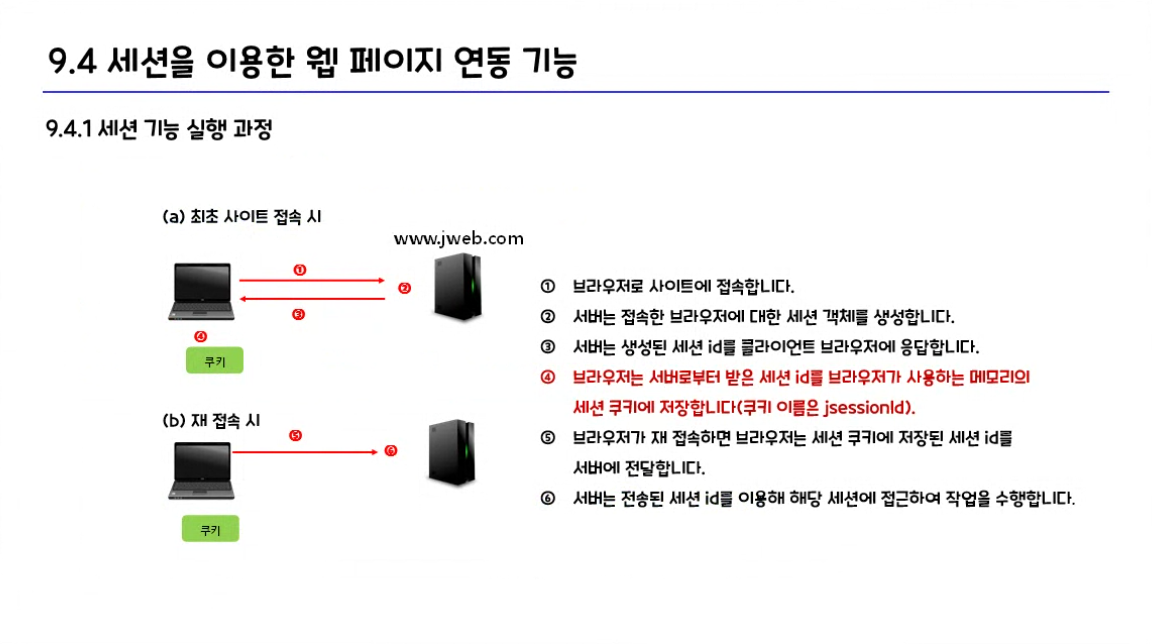 9.4 세션을 이용한 웹 페이지 연동 기능
9.4.1 세션 기능 실행 과정
(a) 최초 사이트 접속 시
www.jweb.com
①
②
③
④
쿠키
(b) 재 접속 시
⑤
⑥
쿠키
① 브라우저로 사이트에 접속합니다.
② 서버는 접속한 브라우저에 대한 세션 객체를 생성합니다.
③ 서버는 생성된 세션 id를 클라이언트 브라우저에 응답합니다.
④ 브라우저는 서버로부터 받은 세션 id를 브라우저가 사용하는 메모리의
세션 쿠키에 저장합니다(쿠키 이름은 jsessionId).
⑤ 브라우저가 재 접속하면 브라우저는 세션 쿠키에 저장된 세션 id를
서버에 전달합니다.
⑥ 서버는 전송된 세션 id를 이용해 해당 세션에 접근하여 작업을 수행합니다.